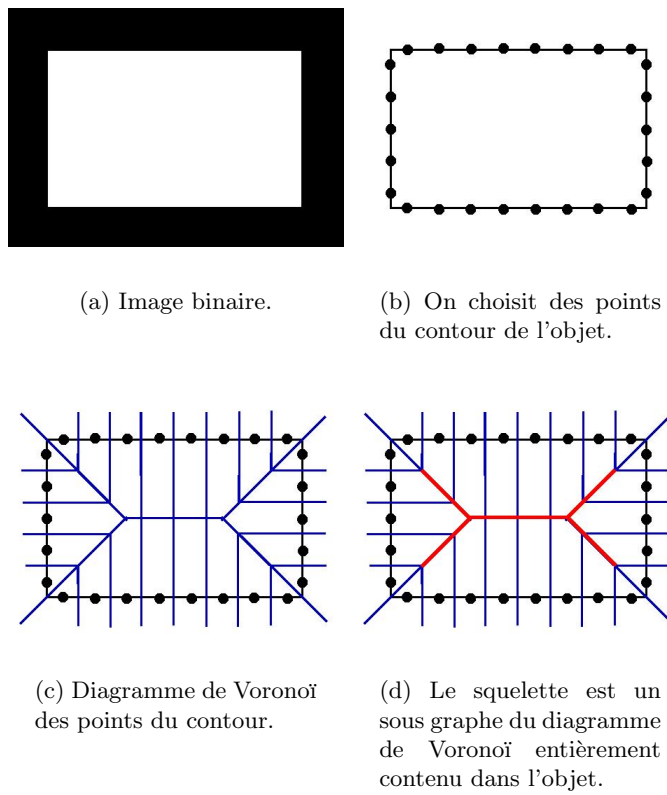 (a) Image binaire.
(b) On choisit des points
du contour de l'objet.
(c) Diagramme de Voronoï
des points du contour.
(d) Le squelette est un
sous graphe du diagramme
de Voronoï entièrement
contenu dans l'objet.